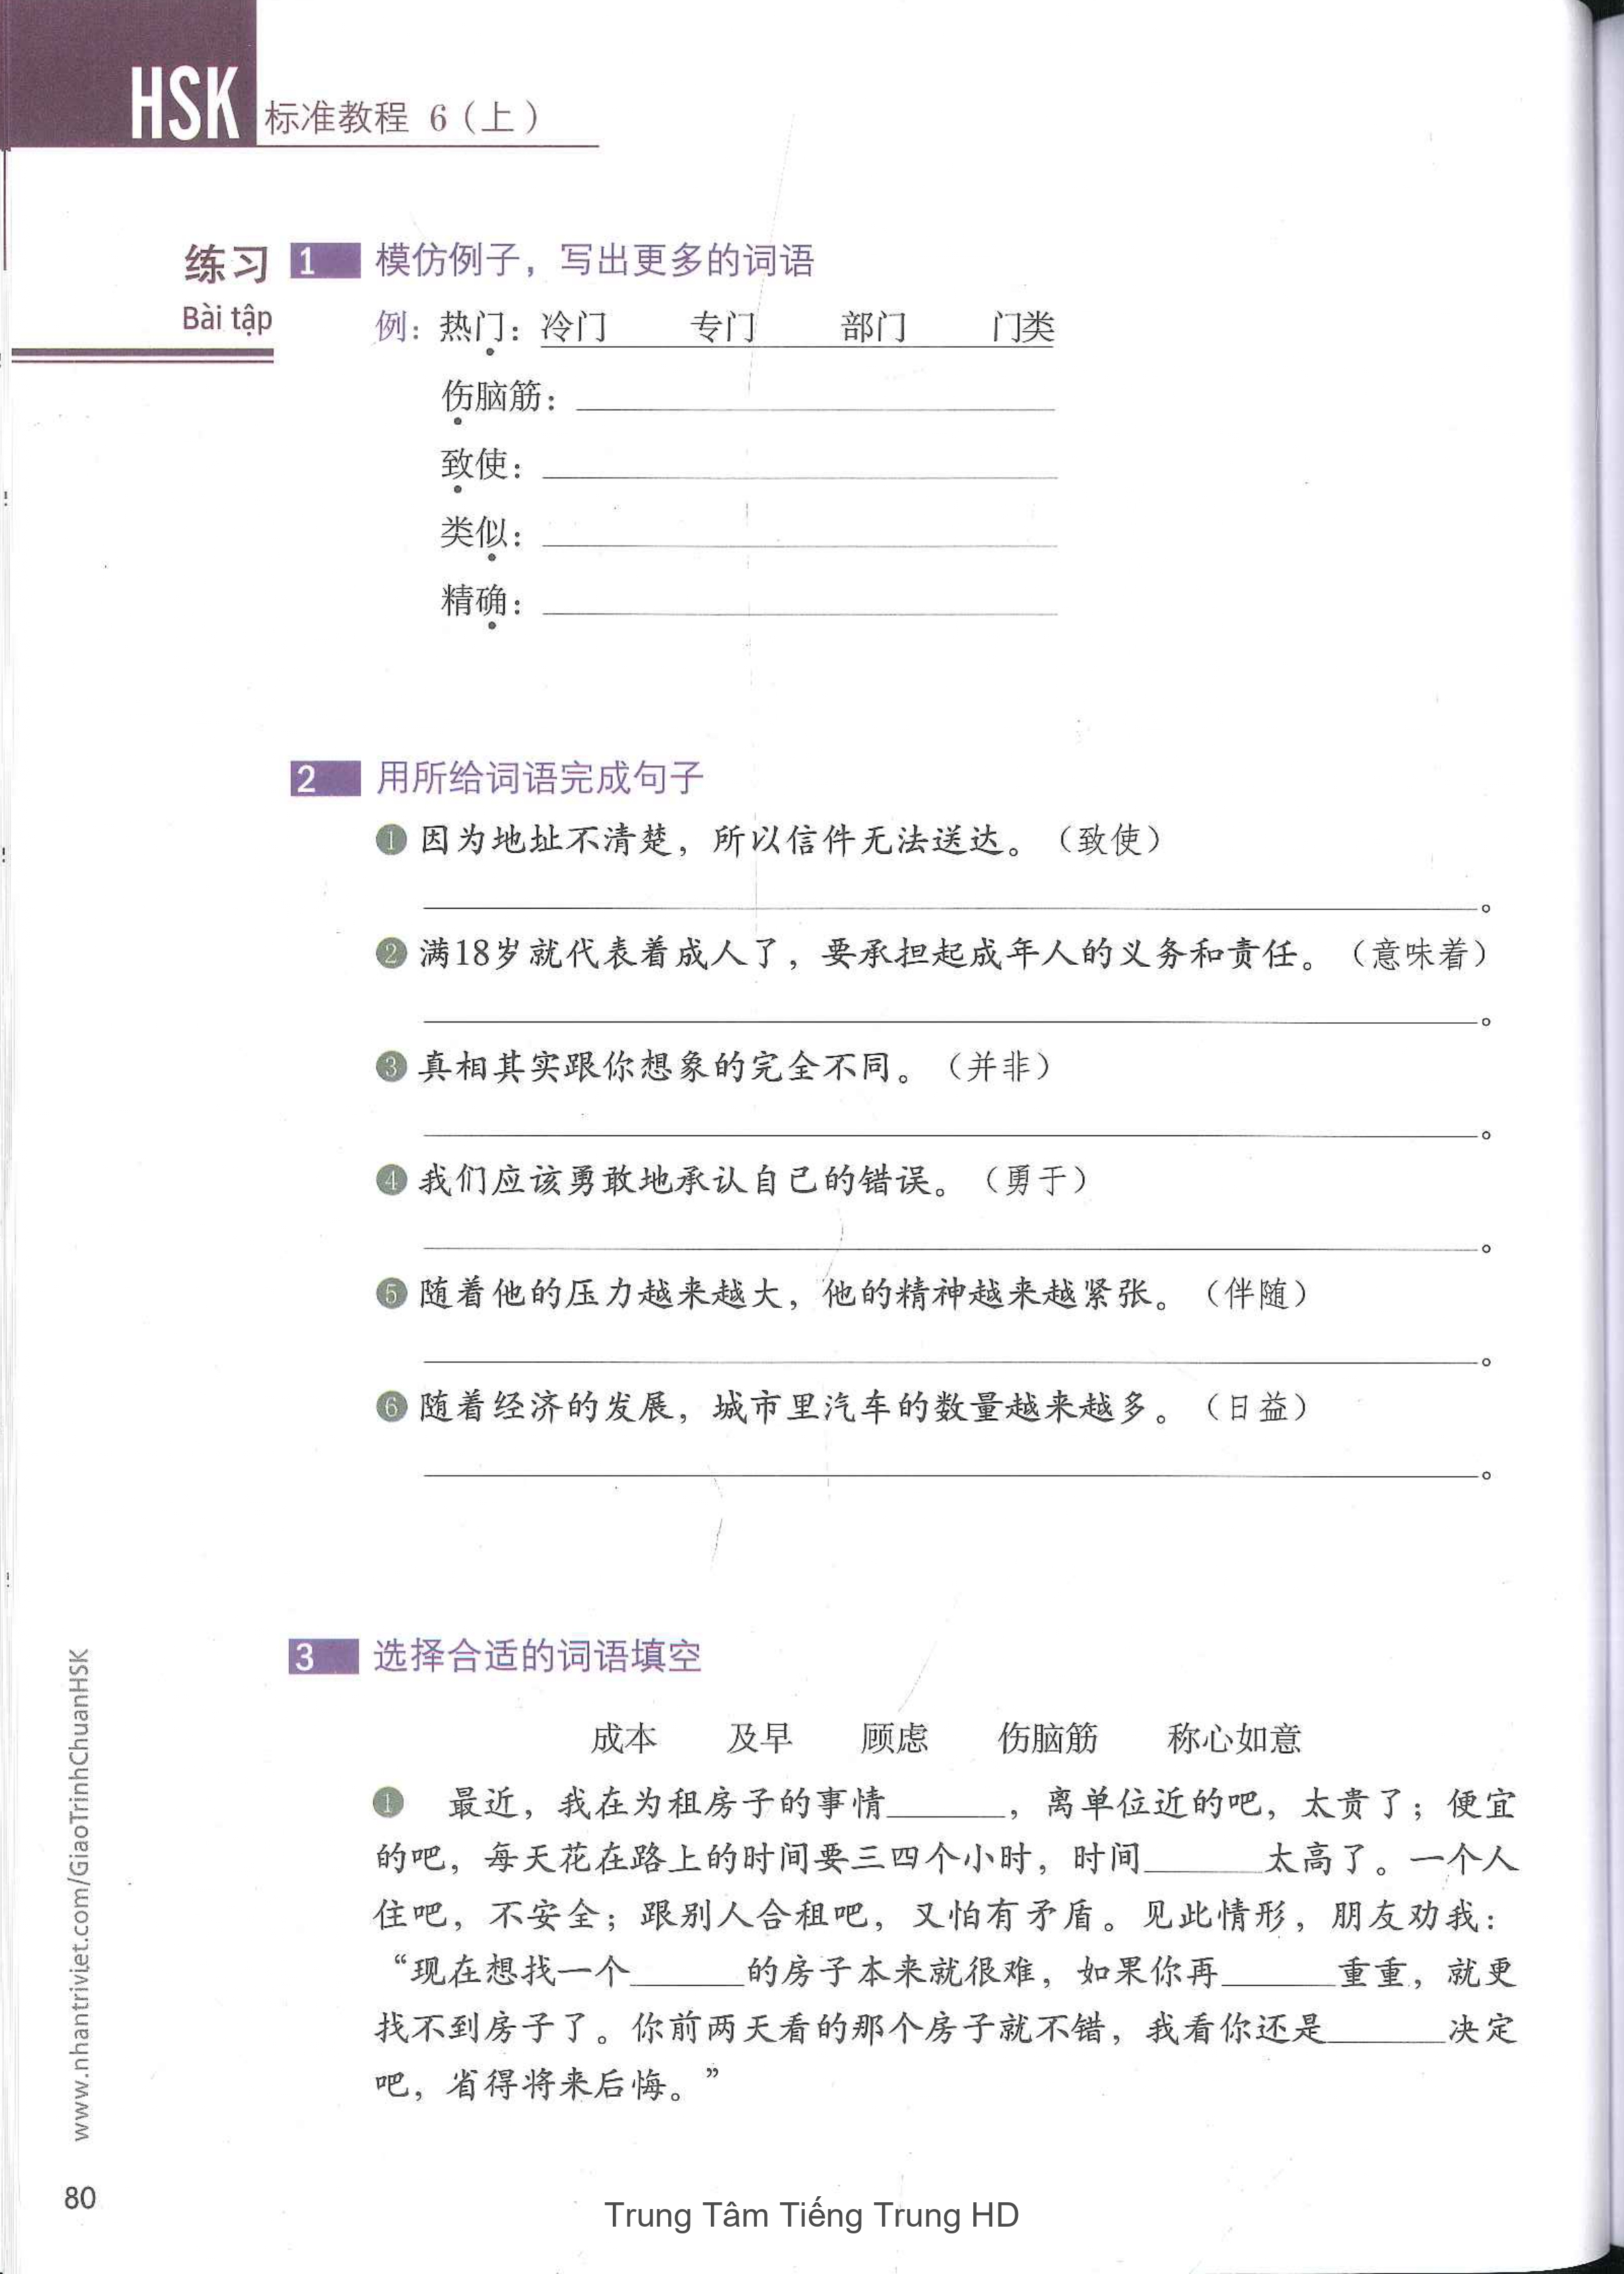 HSK 标准教程 6（上）
练习
Bài tập
1 模仿例子，写出更多的词语
例：热门：冷门 专门 部门 门类
伤脑筋：
致使：
类似：
精确：
2 用所给词语完成句子
1 因为地址不清楚，所以信件无法送达。（致使）
。
2 满18岁就代表着成人了，要承担起成年人的义务和责任。（意味着）
。
3 真相其实跟你想象的完全不同。（并非）
。
4 我们应该勇敢地承认自己的错误。（勇于）
。
5 随着他的压力越来越大，他的精神越来越紧张。（伴随）
。
6 随着经济的发展，城市里汽车的数量越来越多。（日益）
。
3 选择合适的词语填空
成本 及早 顾虑 伤脑筋 称心如意
1 最近，我在为租房子的事情______，离单位近的吧，太贵了；便宜
的吧，每天花在路上的时间要三四个小时，时间______太高了。一个人
住吧，不安全；跟别人合租吧，又怕有矛盾。见此情形，朋友劝我：
“现在想找一个______的房子本来就很难，如果你再______重重，就更
找不到房子了。你前两天看的那个房子就不错，我看你还是______决定
吧，省得将来后悔。”
www.nhantriviet.com/GiaoTrinhChuanHSK
80
Trung Tâm Tiếng Trung HD